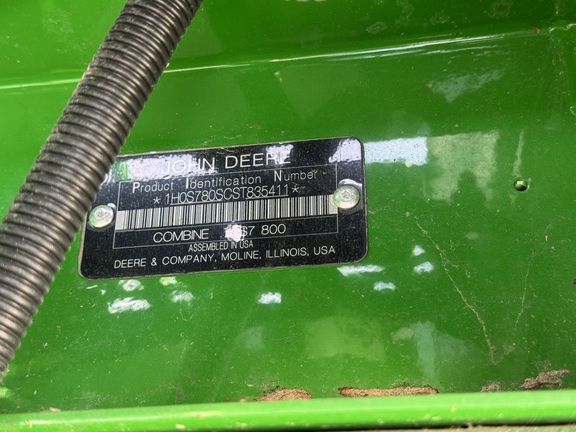 JOHN DEERE
Product Identification Number
*1H0S780SCST835411*
COMBINE S7 800
ASSEMBLED IN USA
DEERE & COMPANY, MOLINE, ILLINOIS, USA